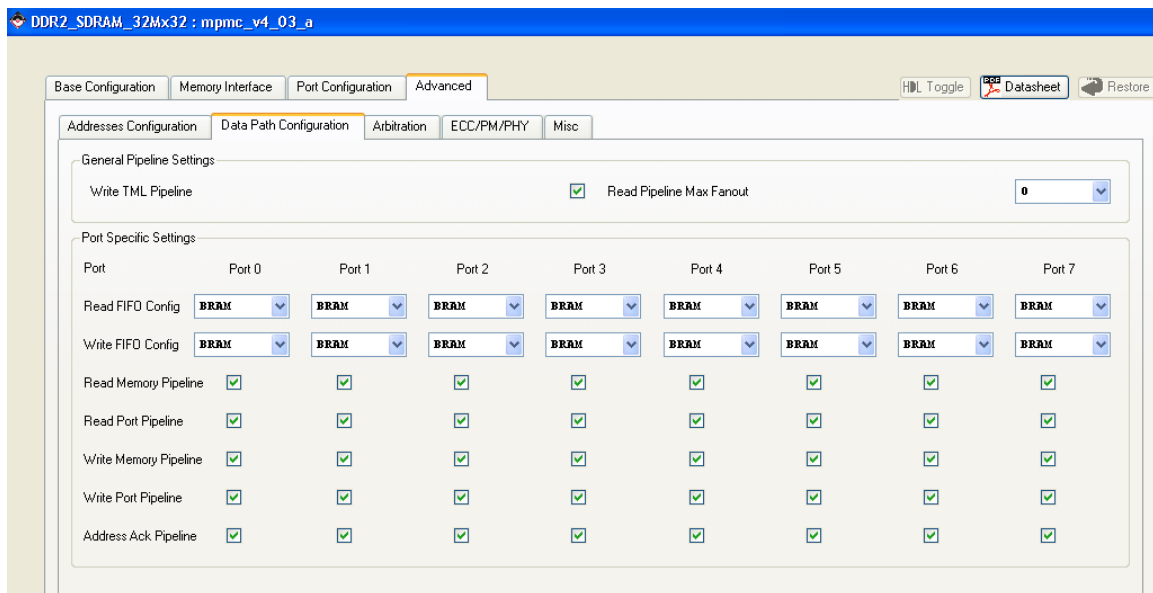 DDR2_SDRAM_32Mx32 : mpmc_v4_03_a
Base Configuration Memory Interface Port Configuration Advanced HDL Toggle PDF Datasheet Restore
Addresses Configuration Data Path Configuration Arbitration ECC/PM/PHY Misc
General Pipeline Settings
Write TML Pipeline Read Pipeline Max Fanout 0
Port Specific Settings
Port Port 0 Port 1 Port 2 Port 3 Port 4 Port 5 Port 6 Port 7
Read FIFO Config BRAM BRAM BRAM BRAM BRAM BRAM BRAM BRAM
Write FIFO Config BRAM BRAM BRAM BRAM BRAM BRAM BRAM BRAM
Read Memory Pipeline
Read Port Pipeline
Write Memory Pipeline
Write Port Pipeline
Address Ack Pipeline